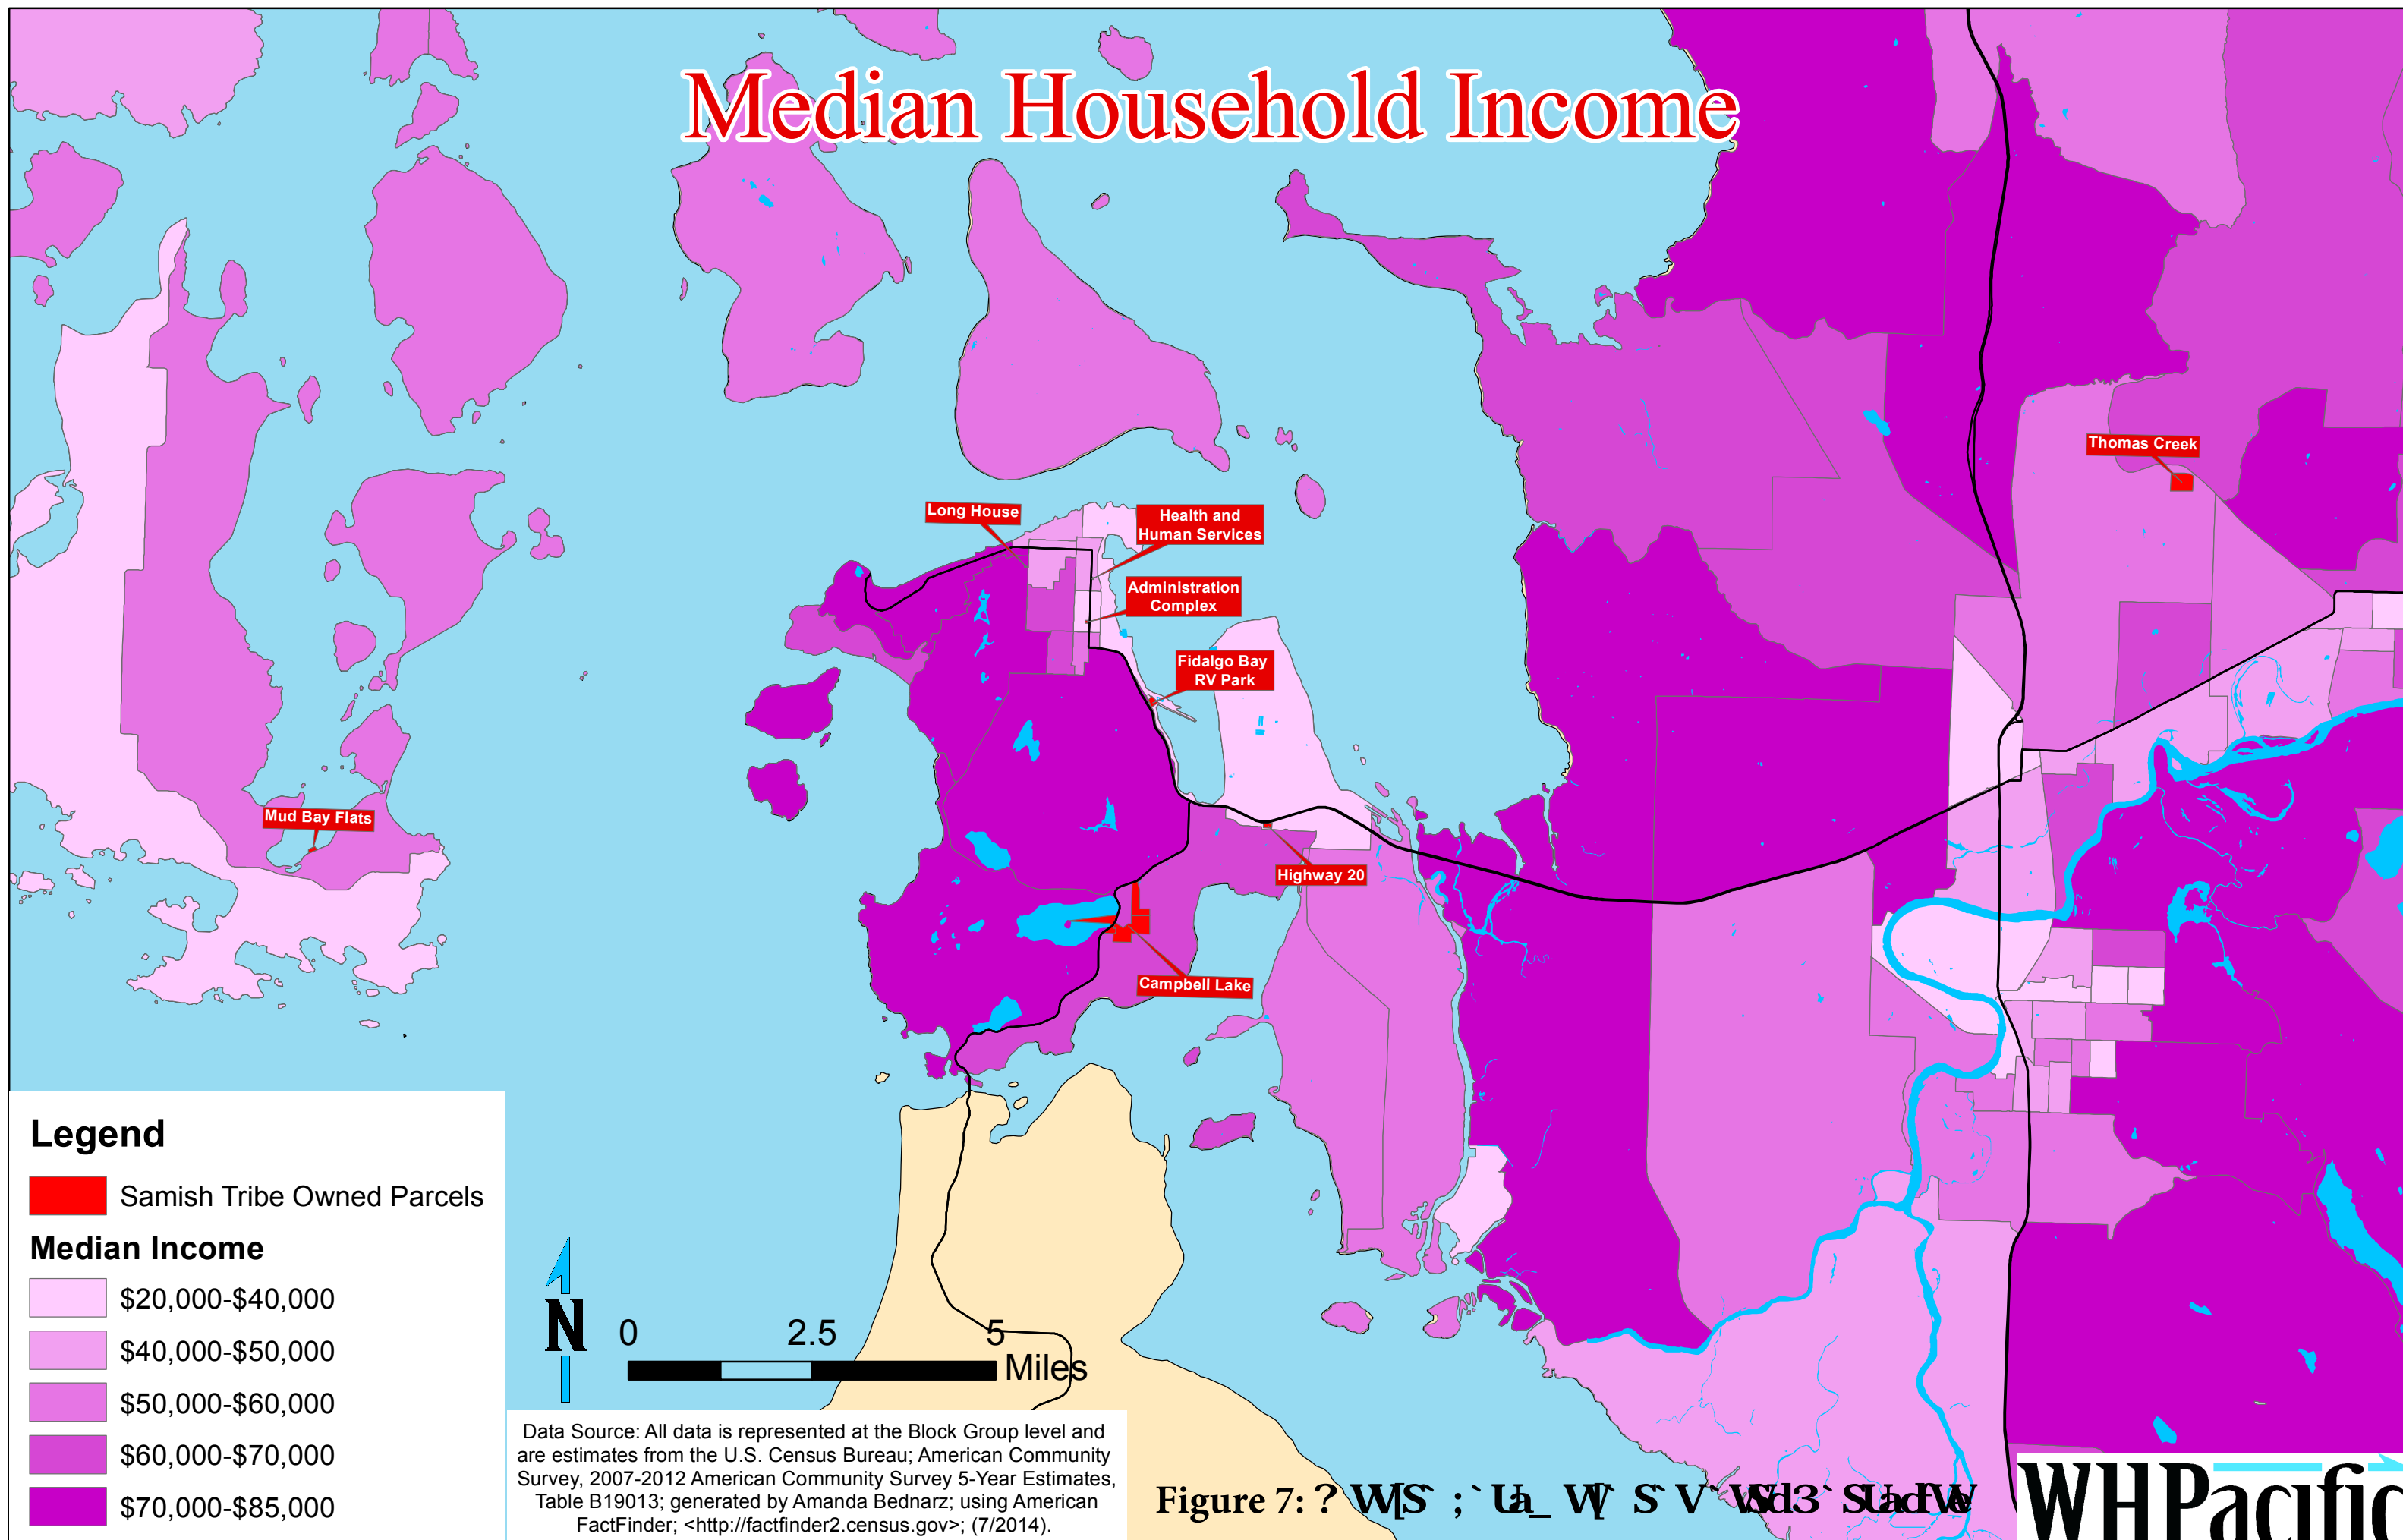 Median Household Income
Thomas Creek
Long House
Health and
Human Services
Administration
Complex
Fidalgo Bay
RV Park
Mud Bay Flats
Highway 20
Campbell Lake
Legend
Samish Tribe Owned Parcels
Median Income
$20,000-$40,000
$40,000-$50,000
$50,000-$60,000
$60,000-$70,000
$70,000-$85,000
N
0 2.5 5
Miles
Data Source: All data is represented at the Block Group level and
are estimates from the U.S. Census Bureau; American Community
Survey, 2007-2012 American Community Survey 5-Year Estimates,
Table B19013; generated by Amanda Bednarz; using American
FactFinder; <http://factfinder2.census.gov>; (7/2014).
Figure 7:
WHPacific